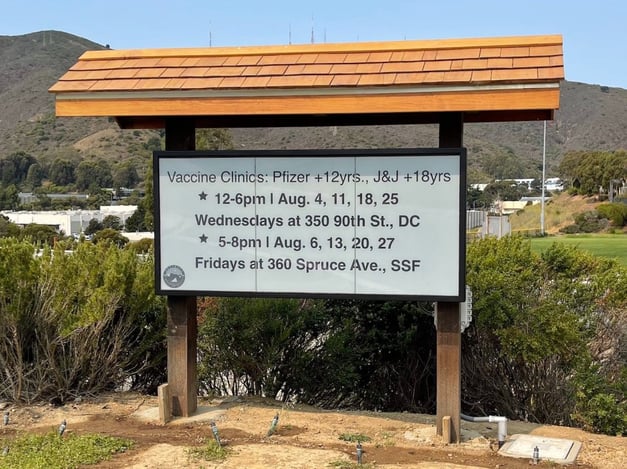 Vaccine Clinics: Pfizer +12yrs., J&J +18yrs
★ 12-6pm | Aug. 4, 11, 18, 25
Wednesdays at 350 90th St., DC
★ 5-8pm | Aug. 6, 13, 20, 27
Fridays at 360 Spruce Ave., SSF